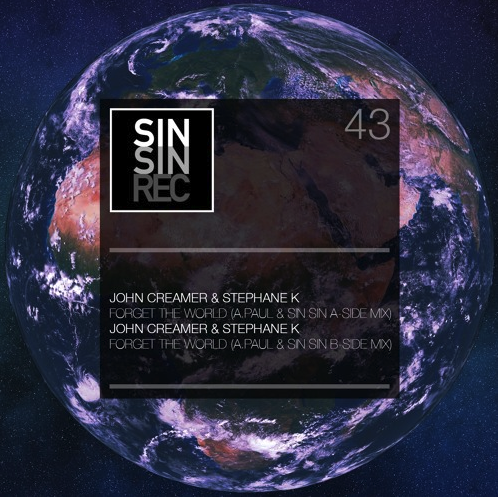 43
SIN
SIN
REC
JOHN CREAMER & STEPHANE K
FORGET THE WORLD (A.PAUL & SIN SIN A-SIDE MIX)
JOHN CREAMER & STEPHANE K
FORGET THE WORLD (A.PAUL & SIN SIN B-SIDE MIX)